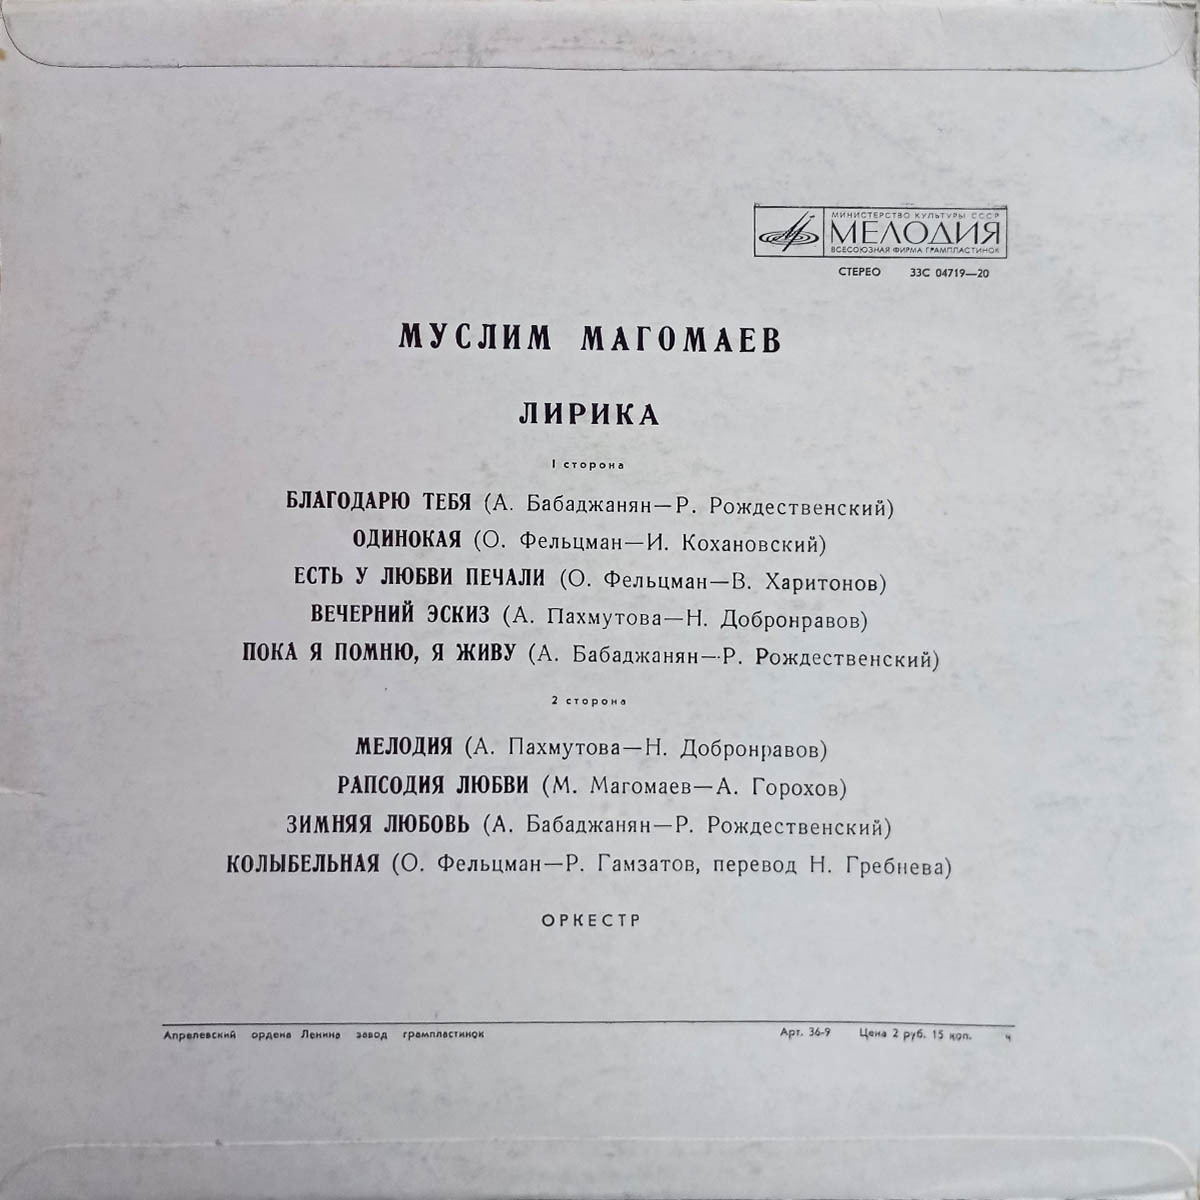 МИНИСТЕРСТВО КУЛЬТУРЫ СССР
МЕЛОДИЯ
ВСЕСОЮЗНАЯ ФИРМА ГРАМПЛАСТИНОК
СТЕРЕО 33С 04719—20
МУСЛИМ МАГОМАЕВ
ЛИРИКА
1 сторона
БЛАГОДАРЮ ТЕБЯ (А. Бабаджанян—Р. Рождественский)
ОДИНОКАЯ (О. Фельцман—И. Кохановский)
ЕСТЬ У ЛЮБВИ ПЕЧАЛИ (О. Фельцман—В. Харитонов)
ВЕЧЕРНИЙ ЭСКИЗ (А. Пахмутова—Н. Добронравов)
ПОКА Я ПОМНЮ, Я ЖИВУ (А. Бабаджанян—Р. Рождественский)
2 сторона
МЕЛОДИЯ (А. Пахмутова—Н. Добронравов)
РАПСОДИЯ ЛЮБВИ (М. Магомаев—А. Горохов)
ЗИМНЯЯ ЛЮБОВЬ (А. Бабаджанян—Р. Рождественский)
КОЛЫБЕЛЬНАЯ (О. Фельцман—Р. Гамзатов, перевод Н. Гребнева)
ОРКЕСТР
Апрелевский ордена Ленина завод грампластинок Арт. 36-9 Цена 2 руб. 15 коп. ч